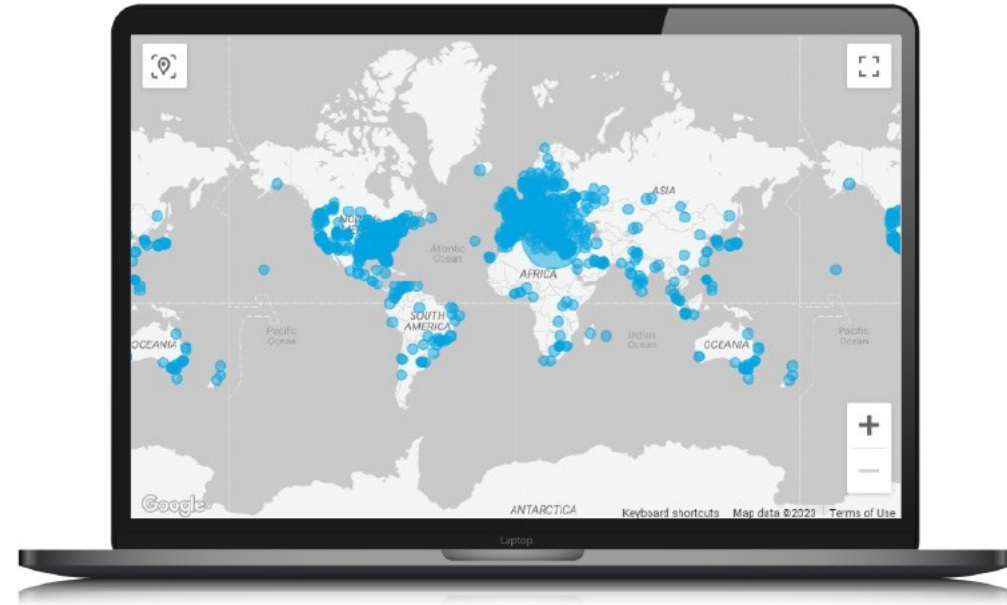 ASIA
NORTH
Atlantic
Ocean
AFRICA
SOUTH
AMERICA
Pacific
Ocean
Indian
Ocean
OCEANIA
OCEANIA
Pacific
Ocean
ANTARCTICA
Google
Keyboard shortcuts Map data ©2023 Terms of Use
Laptop